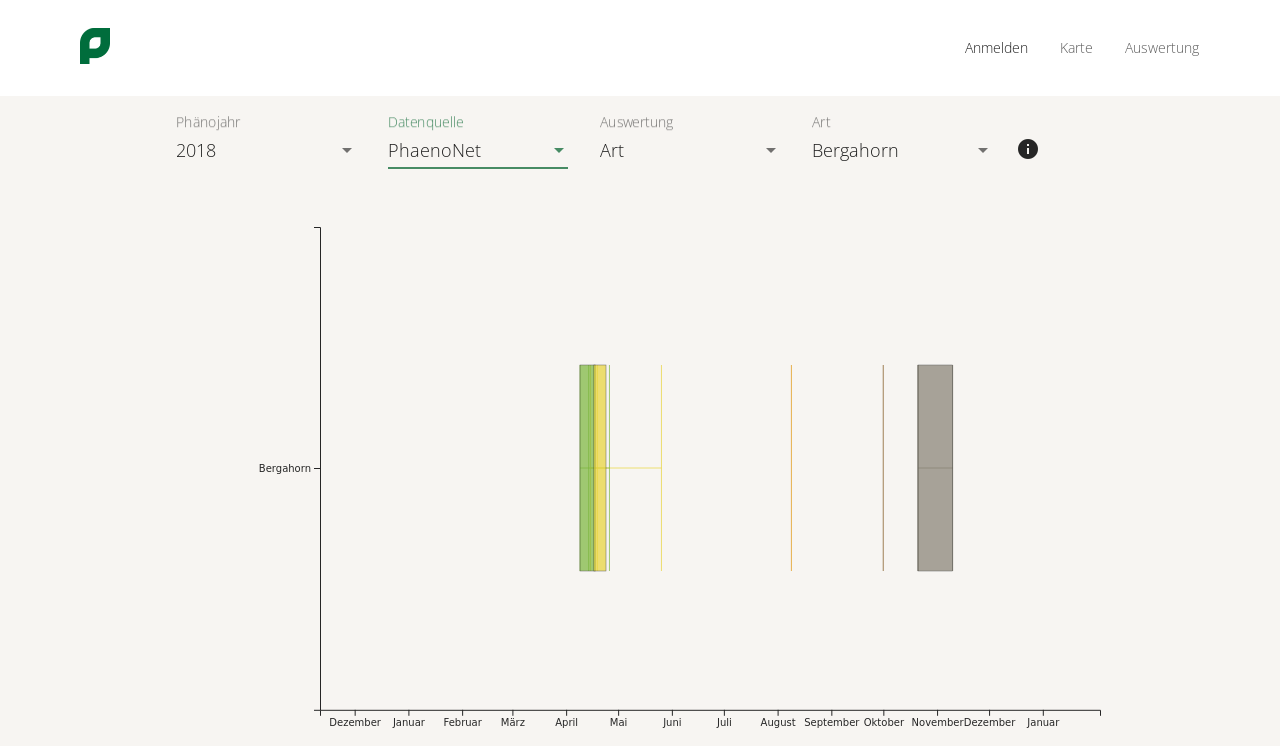 Anmelden Karte Auswertung
Phänojahr Datenquelle Auswertung Art
2018 PhaenoNet Art Bergahorn
Bergahorn
Dezember Januar Februar März April Mai Juni Juli August September Oktober November Dezember Januar